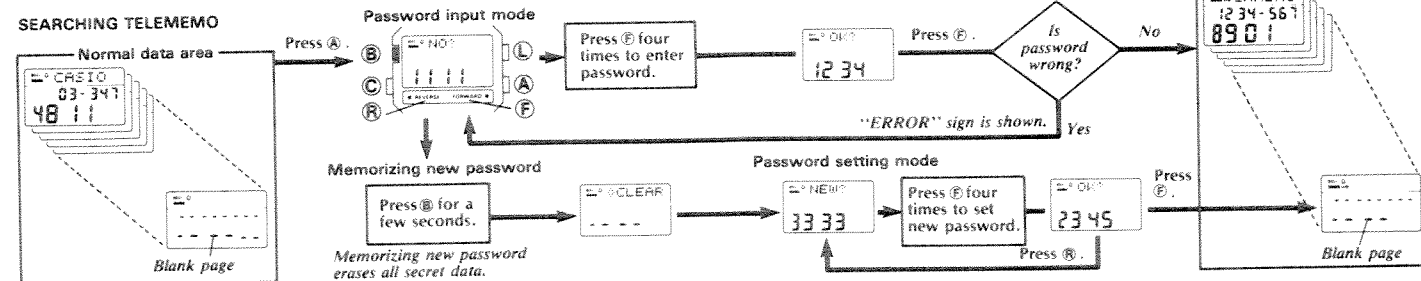 SEARCHING TELEMEMO
Normal data area
CASIO
03-347
48 11
Blank page
Press Ⓐ.
Password input mode
NO?
1111
REVERSE FORWARD
Ⓑ
Ⓒ
Ⓡ
Ⓛ
Ⓐ
Ⓕ
Press Ⓕ four
times to enter
password.
OK?
1234
Press Ⓕ.
Is
password
wrong?
No
Yes
"ERROR" sign is shown.
1234-567
8901
Memorizing new password
Press Ⓑ for a
few seconds.
Memorizing new password
erases all secret data.
CLEAR
----
Password setting mode
NEW?
3333
Press Ⓕ four
times to set
new password.
OK?
2345
Press Ⓡ.
Press
Ⓕ.
Blank page